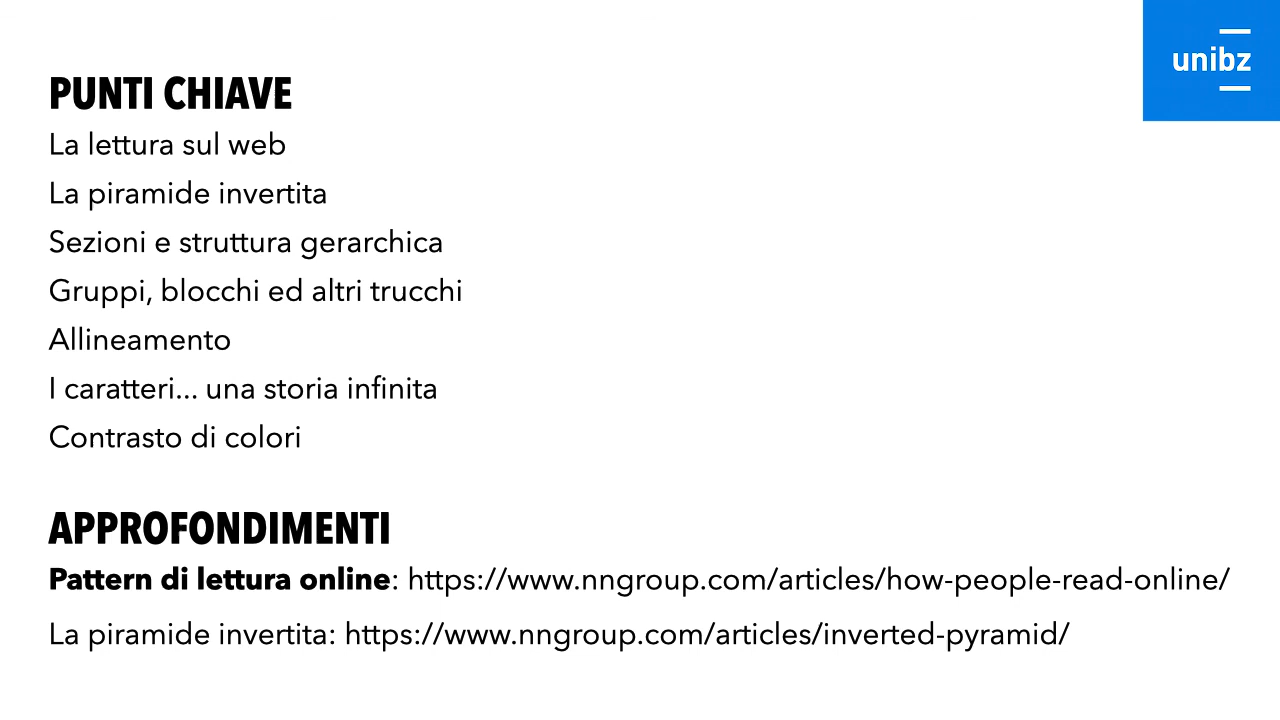 unibz
PUNTI CHIAVE
La lettura sul web
La piramide invertita
Sezioni e struttura gerarchica
Gruppi, blocchi ed altri trucchi
Allineamento
I caratteri... una storia infinita
Contrasto di colori
APPROFONDIMENTI
Pattern di lettura online: https://www.nngroup.com/articles/how-people-read-online/
La piramide invertita: https://www.nngroup.com/articles/inverted-pyramid/